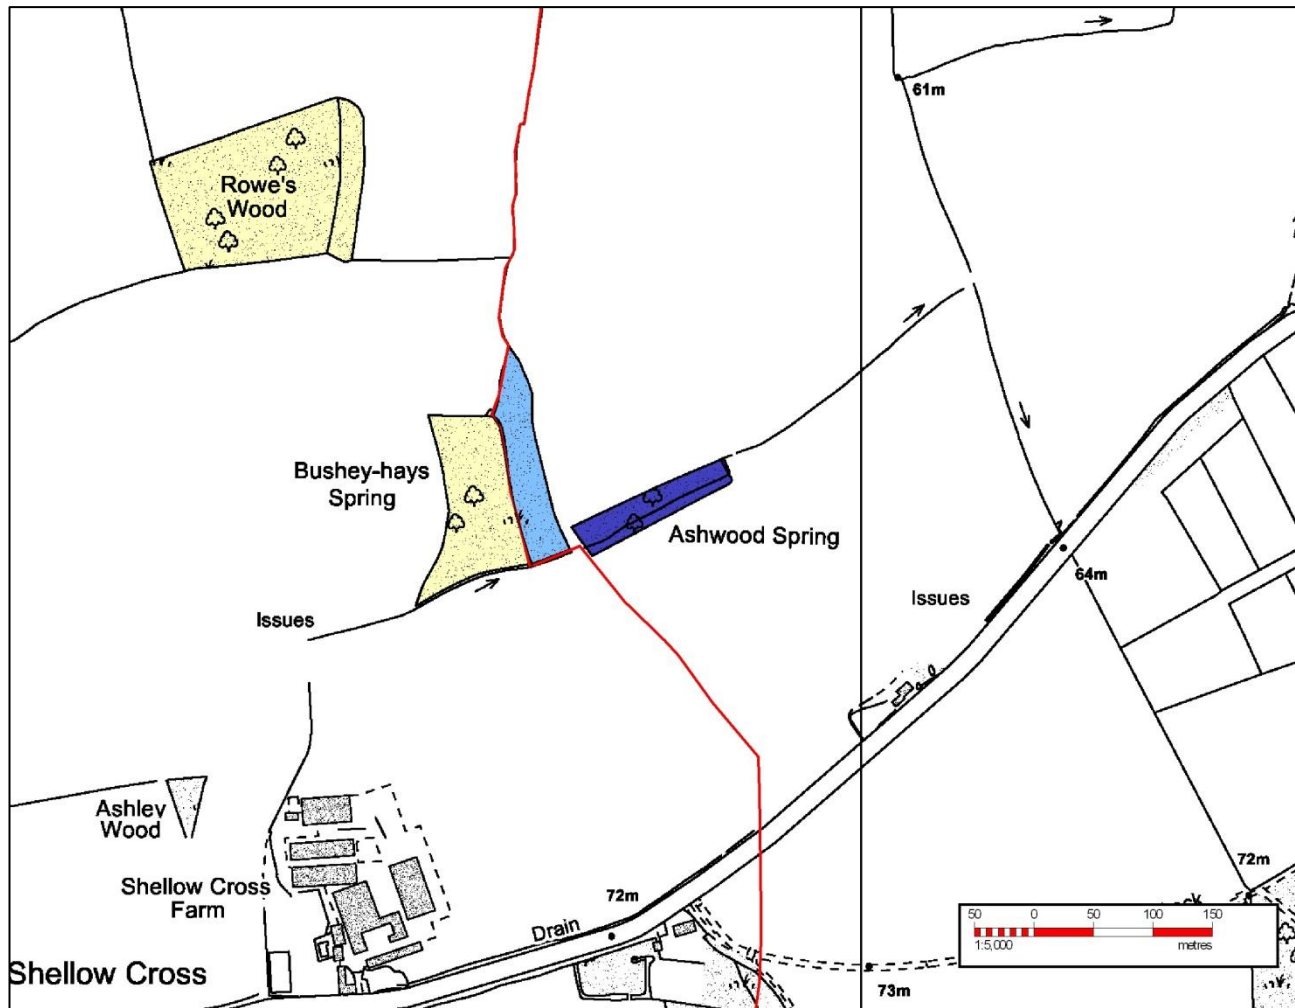 61m
Rowe's
Wood
Bushey-hays
Spring
Ashwood Spring
64m
Issues
Issues
Ashley
Wood
Shellow Cross
Farm
72m
72m
Drain
Shellow Cross
73m
50 0 50 100 150
1:5,000 metres